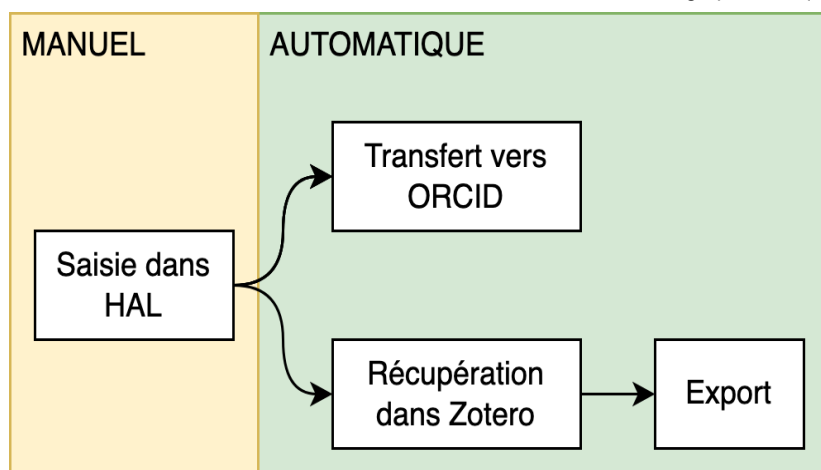 MANUEL
AUTOMATIQUE
Transfert vers
ORCID
Saisie dans
HAL
Récupération
dans Zotero
Export